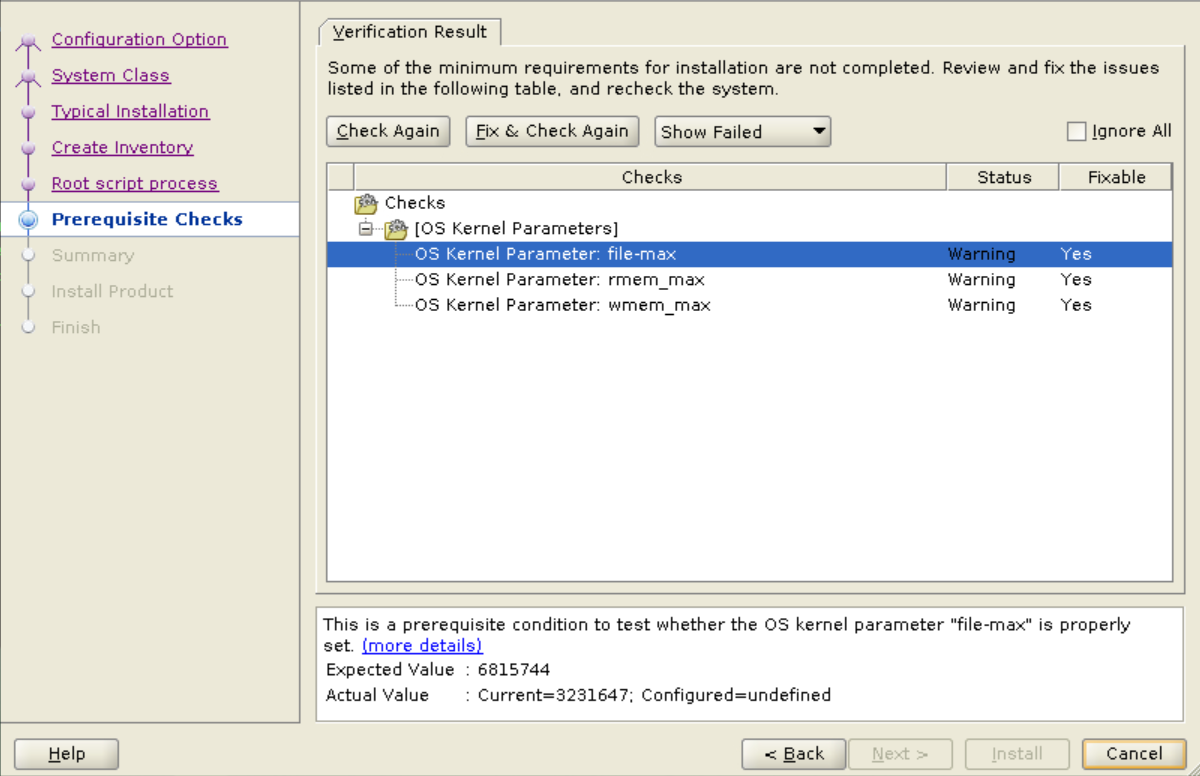 Configuration Option
System Class
Typical Installation
Create Inventory
Root script process
Prerequisite Checks
Summary
Install Product
Finish
Verification Result
Some of the minimum requirements for installation are not completed. Review and fix the issues
listed in the following table, and recheck the system.
Check Again Fix & Check Again Show Failed Ignore All
Checks Status Fixable
Checks
[OS Kernel Parameters]
OS Kernel Parameter: file-max Warning Yes
OS Kernel Parameter: rmem_max Warning Yes
OS Kernel Parameter: wmem_max Warning Yes
This is a prerequisite condition to test whether the OS kernel parameter "file-max" is properly
set. (more details)
Expected Value : 6815744
Actual Value : Current=3231647; Configured=undefined
Help < Back Next > Install Cancel